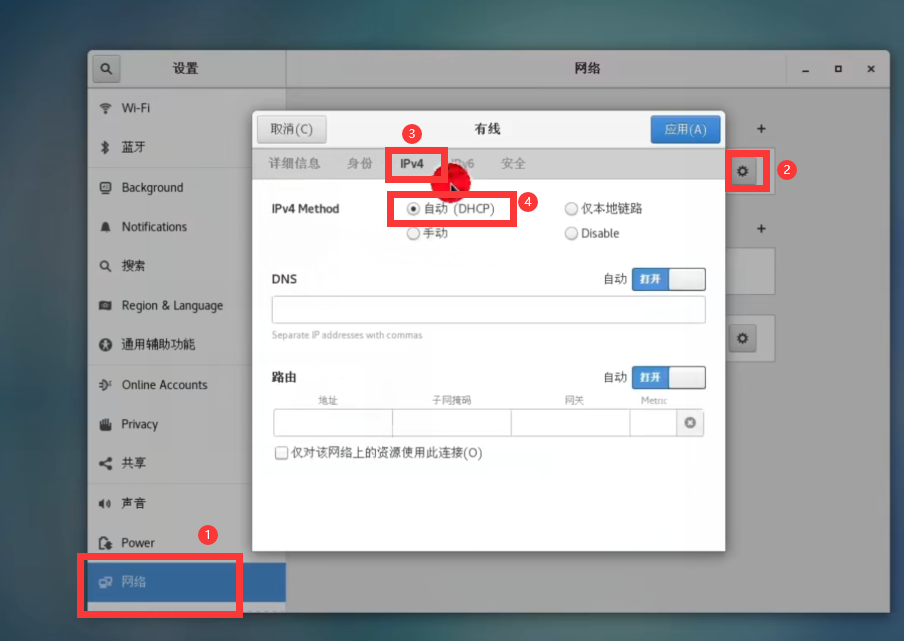 设置
网络
Wi-Fi
蓝牙
Background
Notifications
搜索
Region & Language
通用辅助功能
Online Accounts
Privacy
共享
声音
Power
1
网络
取消(C)
有线
应用(A)
3
详细信息
身份
IPv4
IPv6
安全
2
IPv4 Method
自动 (DHCP)
4
仅本地链路
手动
Disable
DNS
自动
打开
Separate IP addresses with commas
路由
自动
打开
地址
子网掩码
网关
Metric
仅对该网络上的资源使用此连接(O)